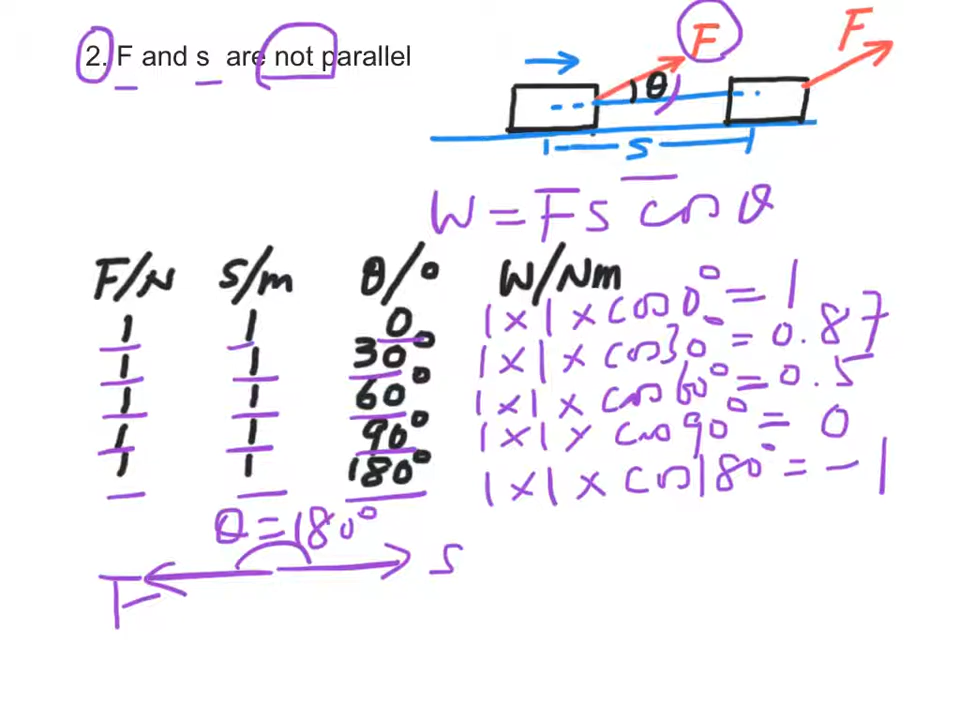 2. F and s are not parallel
F
F
θ
s
W = Fs cos θ
F/N S/m θ/° W/Nm
1 1 0° 1 x 1 x cos 0° = 1
1 1 30° 1 x 1 x cos 30° = 0.87
1 1 60° 1 x 1 x cos 60° = 0.5
1 1 90° 1 x 1 x cos 90° = 0
1 1 180° 1 x 1 x cos 180° = -1
θ = 180°
F
S